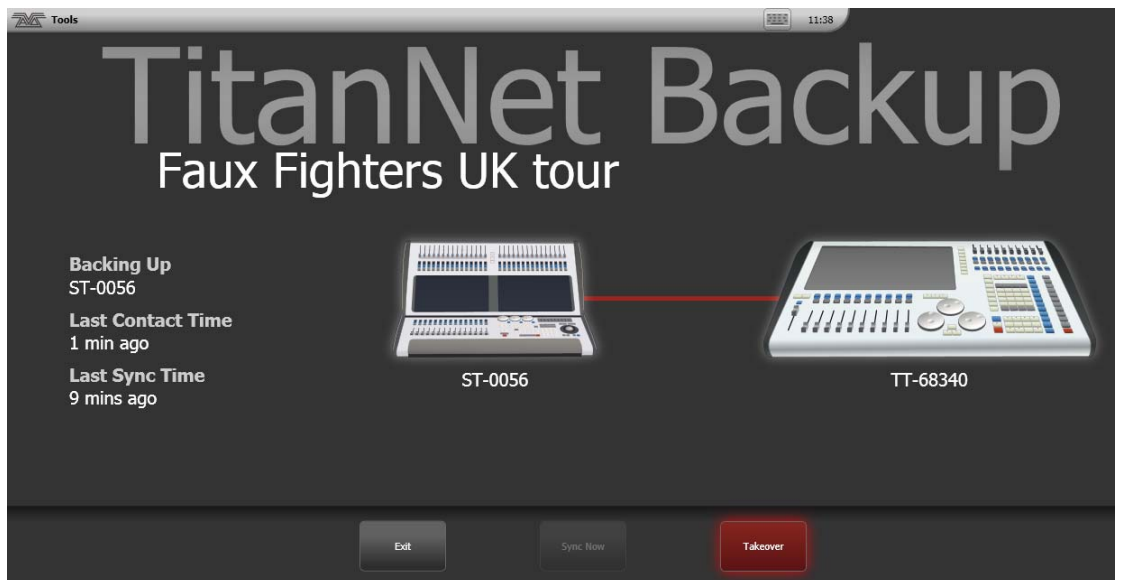 Tools
11:38
TitanNet Backup
Faux Fighters UK tour
Backing Up
ST-0056
Last Contact Time
1 min ago
Last Sync Time
9 mins ago
ST-0056
TT-68340
Exit
Sync Now
Takeover